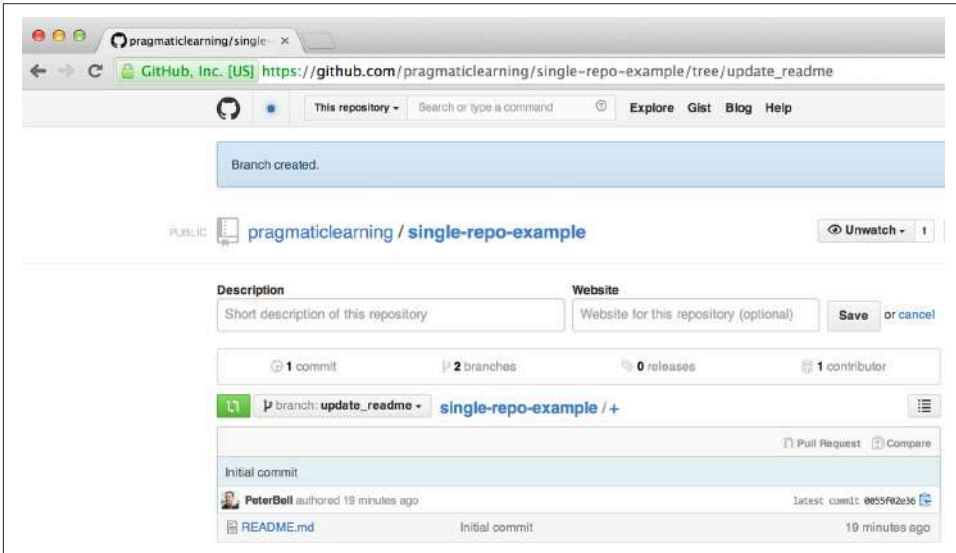 pragmaticlearning/single- ×
GitHub, Inc. [US] https://github.com/pragmaticlearning/single-repo-example/tree/update_readme
This repository Search or type a command Explore Gist Blog Help
Branch created.
PUBLIC pragmaticlearning / single-repo-example Unwatch 1
Description Website
Short description of this repository Website for this repository (optional) Save or cancel
1 commit 2 branches 0 releases 1 contributor
branch: update_readme single-repo-example / +
Pull Request Compare
Initial commit
PeterBell authored 19 minutes ago latest commit 0055f02e36
README.md Initial commit 19 minutes ago